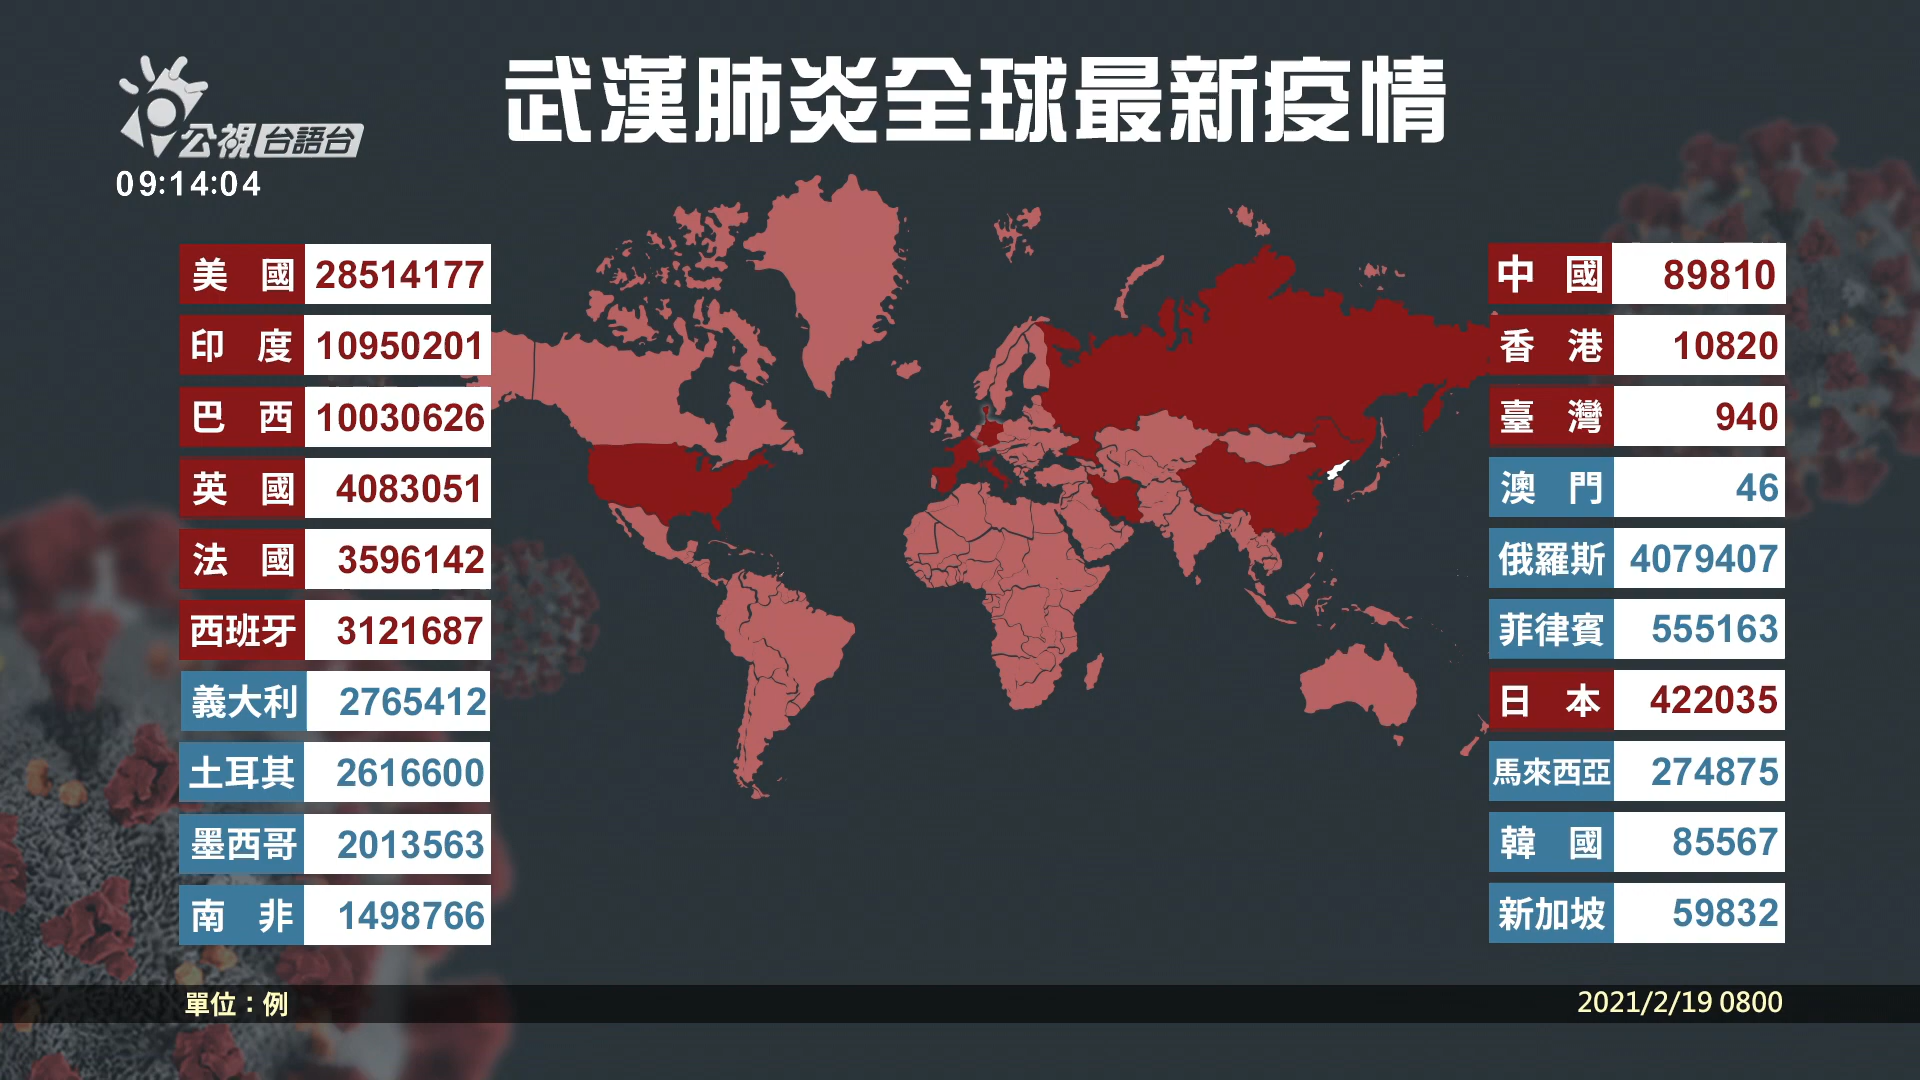 武漢肺炎全球最新疫情
公視台語台
09:14:04
美國 28514177
印度 10950201
巴西 10030626
英國 4083051
法國 3596142
西班牙 3121687
義大利 2765412
土耳其 2616600
墨西哥 2013563
南非 1498766
中國 89810
香港 10820
臺灣 940
澳門 46
俄羅斯 4079407
菲律賓 555163
日本 422035
馬來西亞 274875
韓國 85567
新加坡 59832
單位：例
2021/2/19 0800